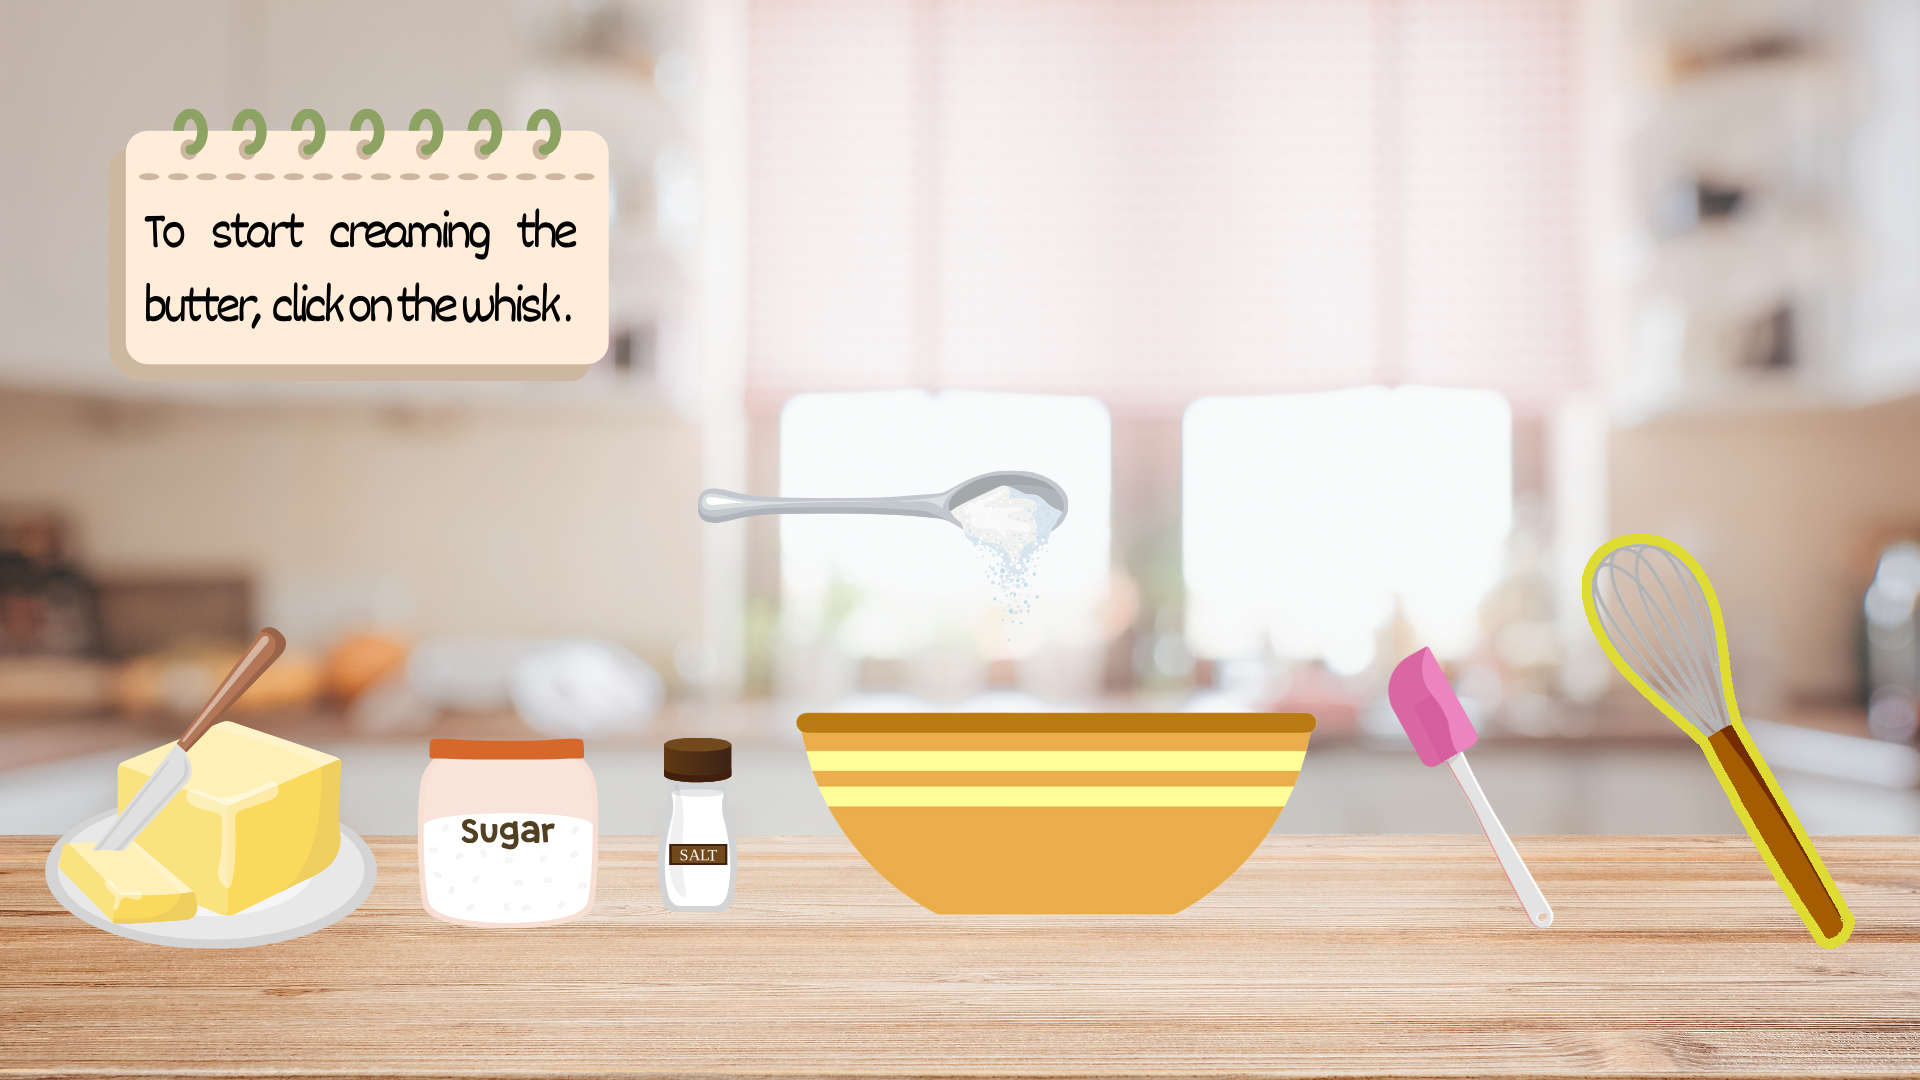 To start creaming the
butter, click on the whisk.
Sugar
SALT